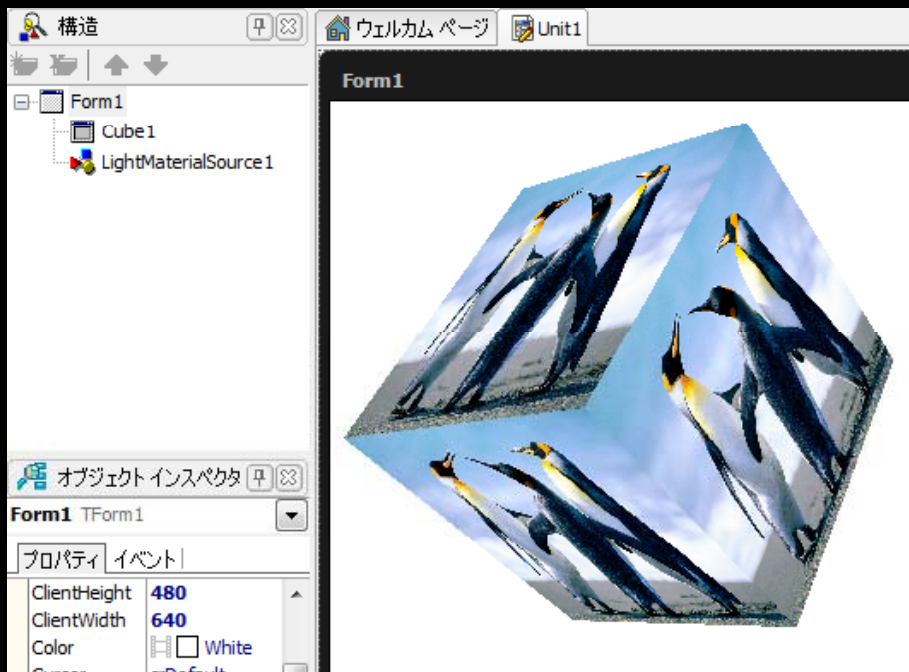 構造
ウェルカム ページ
Unit1
Form1
Form1
Cube1
LightMaterialSource1
オブジェクト インスペクタ
Form1 TForm1
プロパティ イベント
ClientHeight 480
ClientWidth 640
Color White
Cursor crDefault